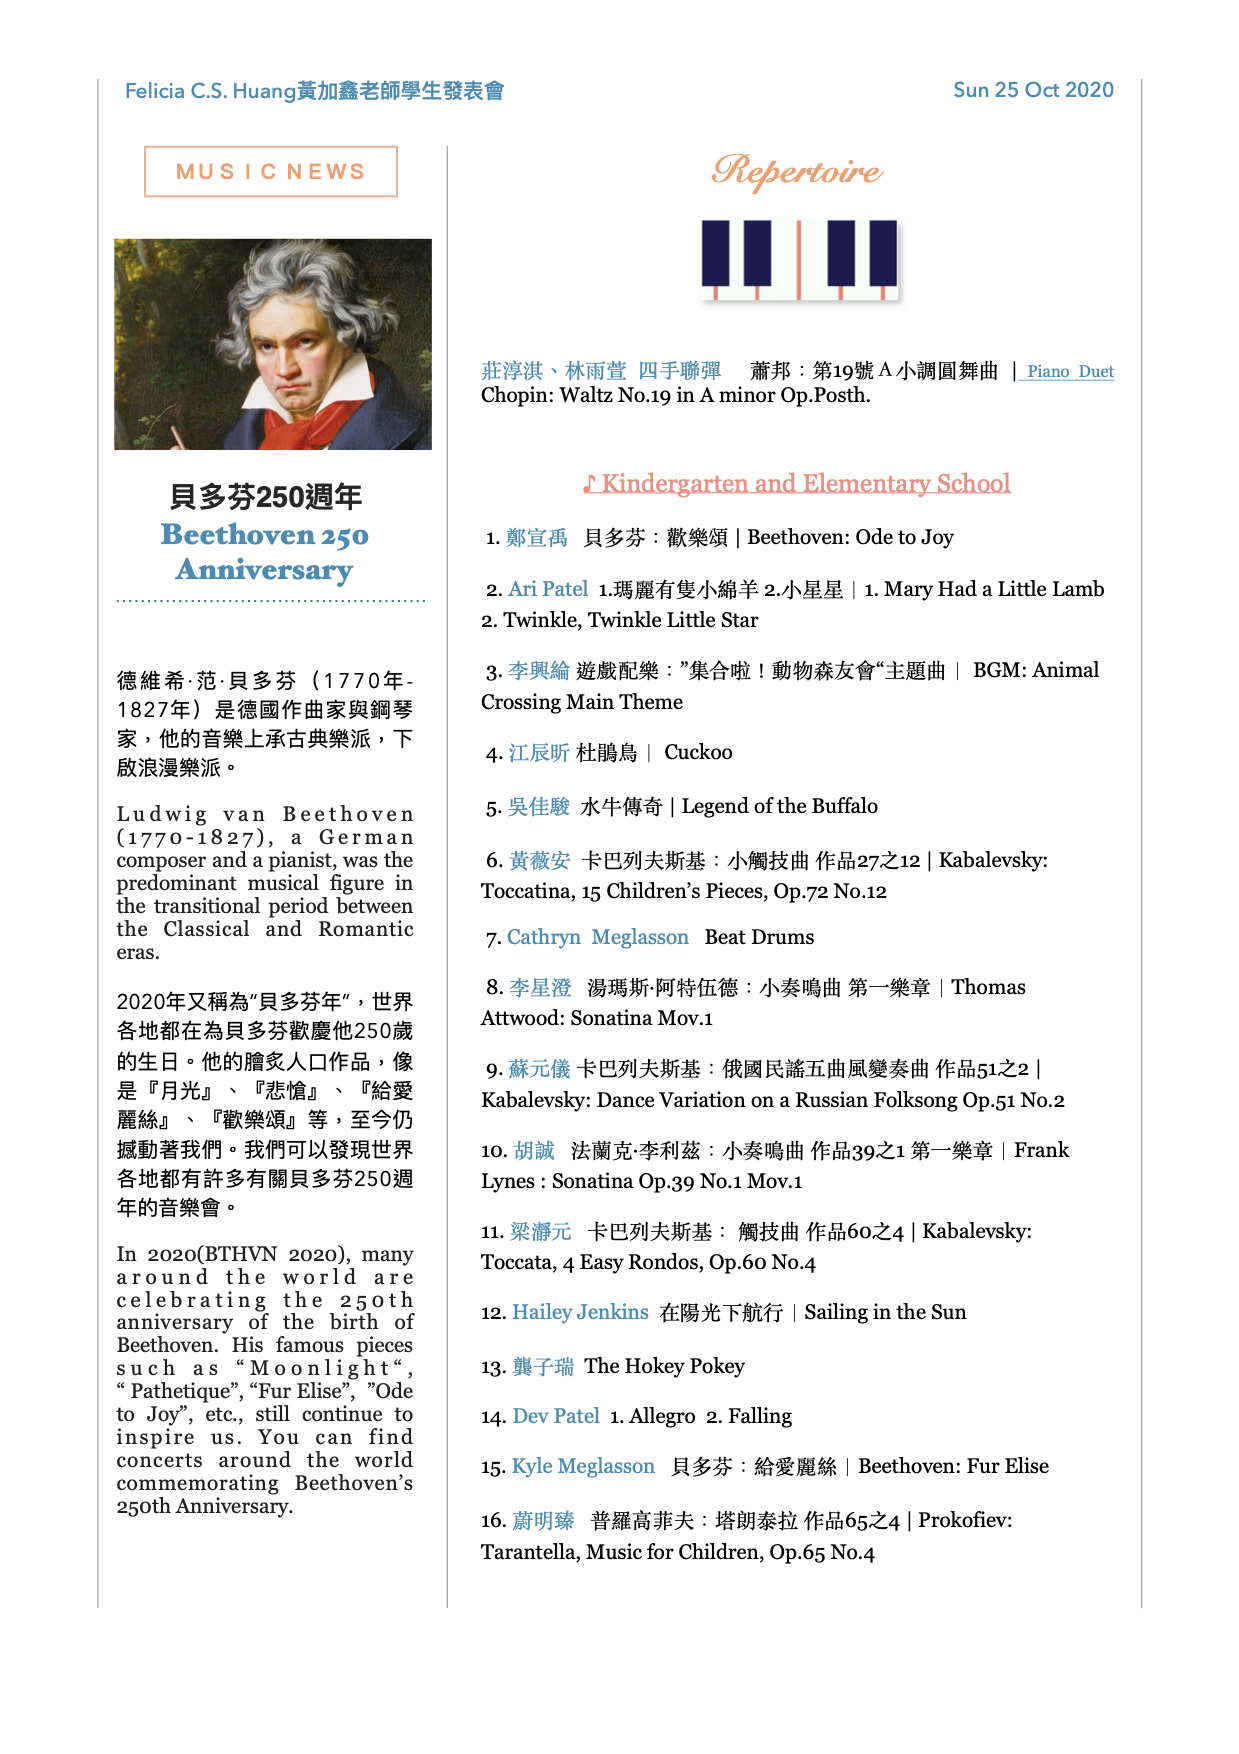 Felicia C.S. Huang黃加鑫老師學生發表會
Sun 25 Oct 2020
MUSIC NEWS
貝多芬250週年
Beethoven 250
Anniversary
德維希·范·貝多芬（1770年-
1827年）是德國作曲家與鋼琴
家，他的音樂上承古典樂派，下
啟浪漫樂派。
Ludwig van Beethoven
(1770-1827), a German
composer and a pianist, was the
predominant musical figure in
the transitional period between
the Classical and Romantic
eras.
2020年又稱為“貝多芬年”，世界
各地都在為貝多芬歡慶他250歲
的生日。他的膾炙人口作品，像
是『月光』、『悲愴』、『給愛
麗絲』、『歡樂頌』等，至今仍
撼動著我們。我們可以發現世界
各地都有許多有關貝多芬250週
年的音樂會。
In 2020(BTHVN 2020), many
around the world are
celebrating the 250th
anniversary of the birth of
Beethoven. His famous pieces
such as “Moonlight“,
“ Pathetique”, “Fur Elise”, ”Ode
to Joy”, etc., still continue to
inspire us. You can find
concerts around the world
commemorating Beethoven’s
250th Anniversary.
Repertoire
莊淳淇、林雨萱 四手聯彈 蕭邦：第19號Ａ小調圓舞曲 | Piano Duet
Chopin: Waltz No.19 in A minor Op.Posth.
♪ Kindergarten and Elementary School
1. 鄭宣禹 貝多芬：歡樂頌 | Beethoven: Ode to Joy
2. Ari Patel 1.瑪麗有隻小綿羊 2.小星星｜1. Mary Had a Little Lamb
2. Twinkle, Twinkle Little Star
3. 李興綸 遊戲配樂：”集合啦！動物森友會“主題曲｜ BGM: Animal
Crossing Main Theme
4. 江辰昕 杜鵑鳥｜ Cuckoo
5. 吳佳駿 水牛傳奇 | Legend of the Buffalo
6. 黃薇安 卡巴列夫斯基：小觸技曲 作品27之12 | Kabalevsky:
Toccatina, 15 Children’s Pieces, Op.72 No.12
7. Cathryn Meglasson Beat Drums
8. 李星澄 湯瑪斯·阿特伍德：小奏鳴曲 第一樂章｜Thomas
Attwood: Sonatina Mov.1
9. 蘇元儀 卡巴列夫斯基：俄國民謠五曲風變奏曲 作品51之2 |
Kabalevsky: Dance Variation on a Russian Folksong Op.51 No.2
10. 胡誠 法蘭克·李利茲：小奏鳴曲 作品39之1 第一樂章｜Frank
Lynes : Sonatina Op.39 No.1 Mov.1
11. 梁瀞元 卡巴列夫斯基： 觸技曲 作品60之4 | Kabalevsky:
Toccata, 4 Easy Rondos, Op.60 No.4
12. Hailey Jenkins 在陽光下航行｜Sailing in the Sun
13. 龔子瑞 The Hokey Pokey
14. Dev Patel 1. Allegro 2. Falling
15. Kyle Meglasson 貝多芬：給愛麗絲｜Beethoven: Fur Elise
16. 蔚明臻 普羅高菲夫：塔朗泰拉 作品65之4 | Prokofiev:
Tarantella, Music for Children, Op.65 No.4